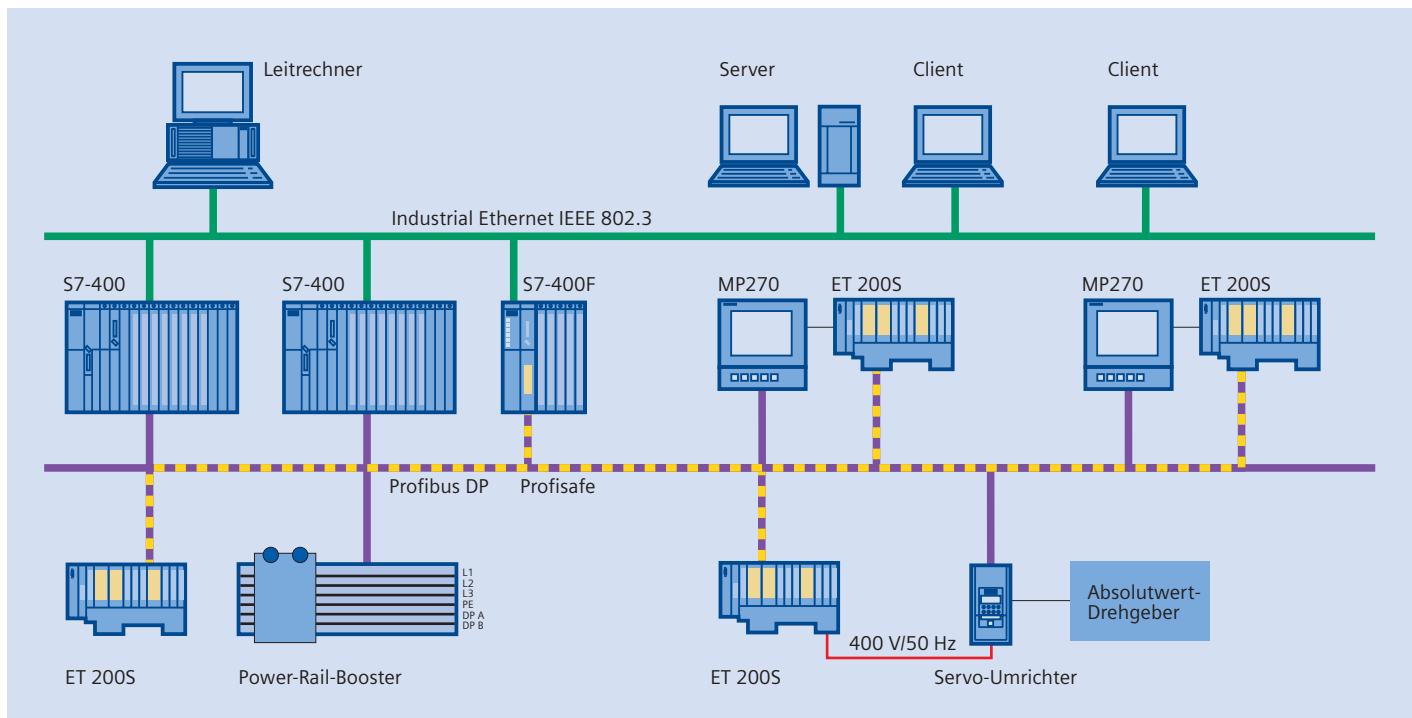 Leitrechner
Server
Client
Client
Industrial Ethernet IEEE 802.3
S7-400
S7-400
S7-400F
MP270
ET 200S
MP270
ET 200S
Profibus DP
Profisafe
L1
L2
L3
PE
DP A
DP B
Absolutwert-
Drehgeber
400 V/50 Hz
ET 200S
Power-Rail-Booster
ET 200S
Servo-Umrichter